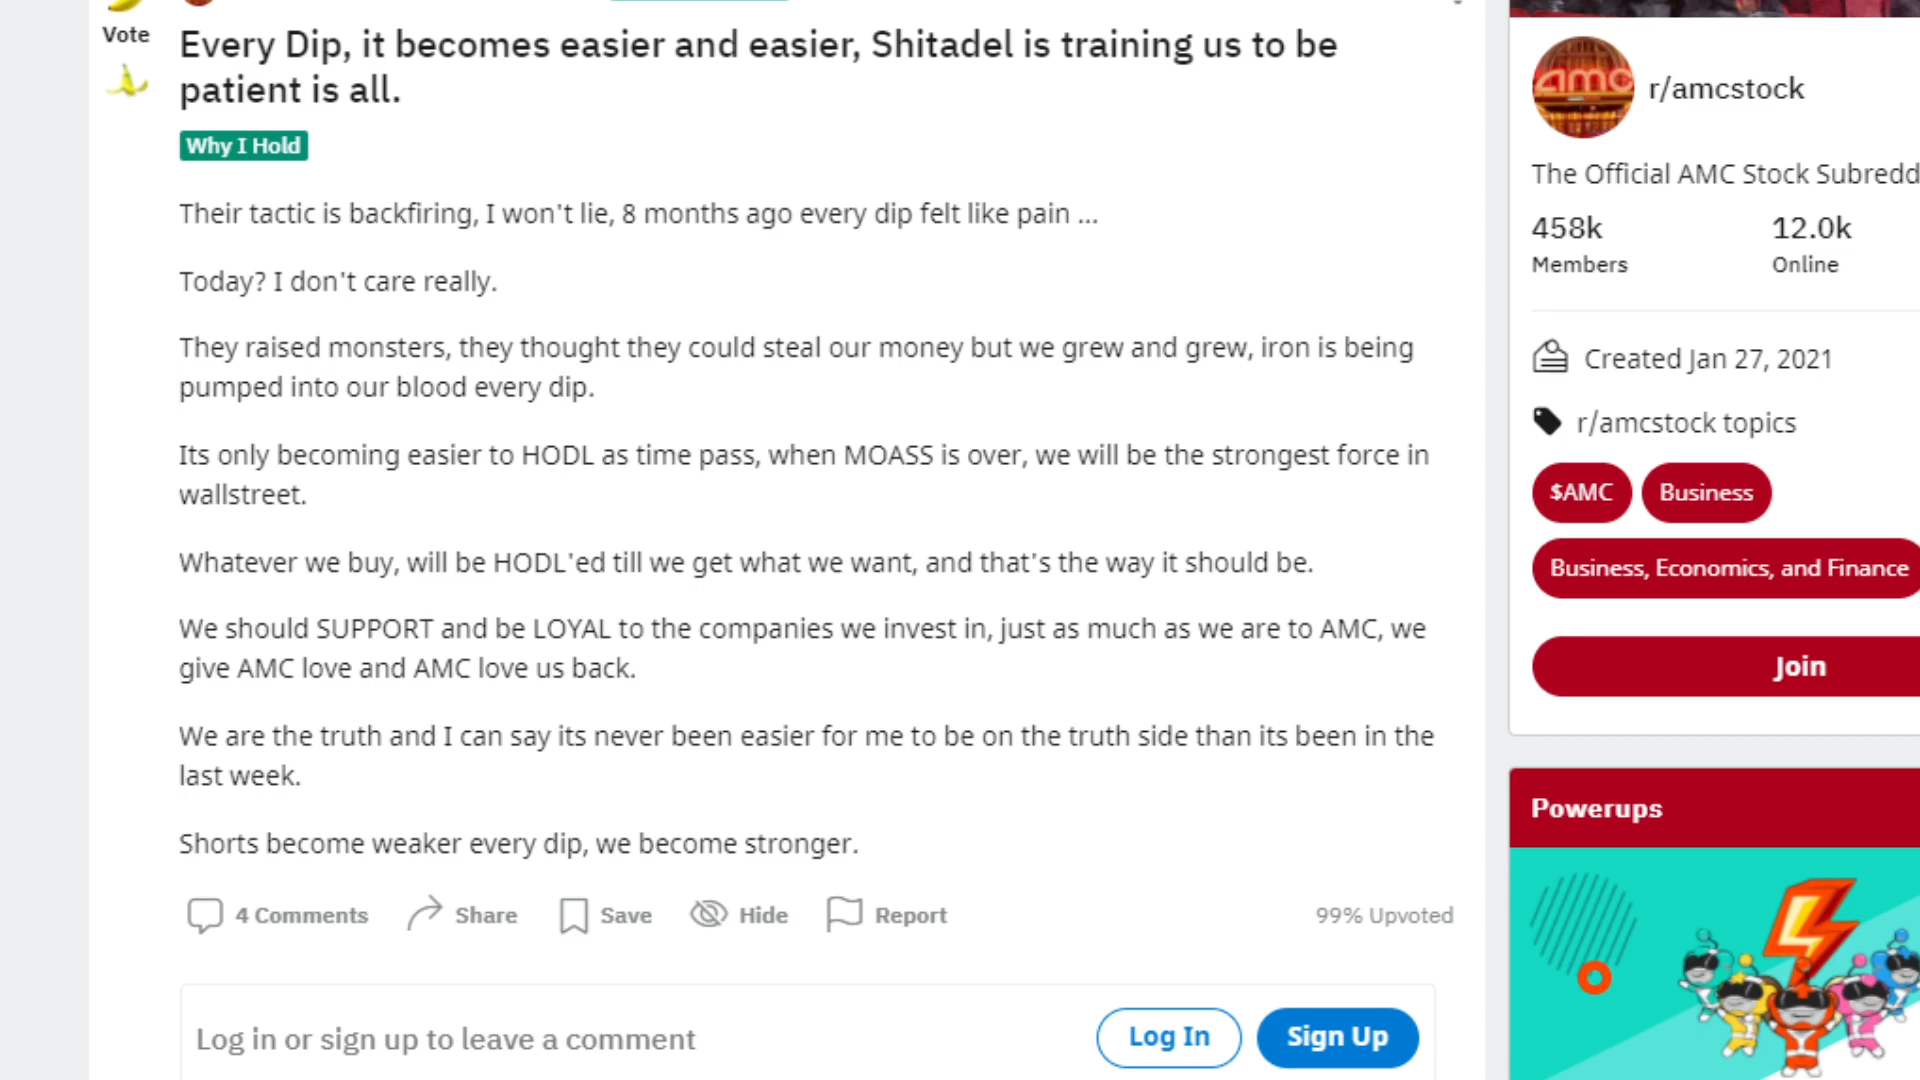 Vote
Every Dip, it becomes easier and easier, Shitadel is training us to be
patient is all.
Why I Hold
Their tactic is backfiring, I won't lie, 8 months ago every dip felt like pain ...
Today? I don't care really.
They raised monsters, they thought they could steal our money but we grew and grew, iron is being
pumped into our blood every dip.
Its only becoming easier to HODL as time pass, when MOASS is over, we will be the strongest force in
wallstreet.
Whatever we buy, will be HODL'ed till we get what we want, and that's the way it should be.
We should SUPPORT and be LOYAL to the companies we invest in, just as much as we are to AMC, we
give AMC love and AMC love us back.
We are the truth and I can say its never been easier for me to be on the truth side than its been in the
last week.
Shorts become weaker every dip, we become stronger.
4 Comments Share Save Hide Report 99% Upvoted
Log in or sign up to leave a comment Log In Sign Up
amc
r/amcstock
The Official AMC Stock Subredd
458k 12.0k
Members Online
Created Jan 27, 2021
r/amcstock topics
$AMC Business
Business, Economics, and Finance
Join
Powerups